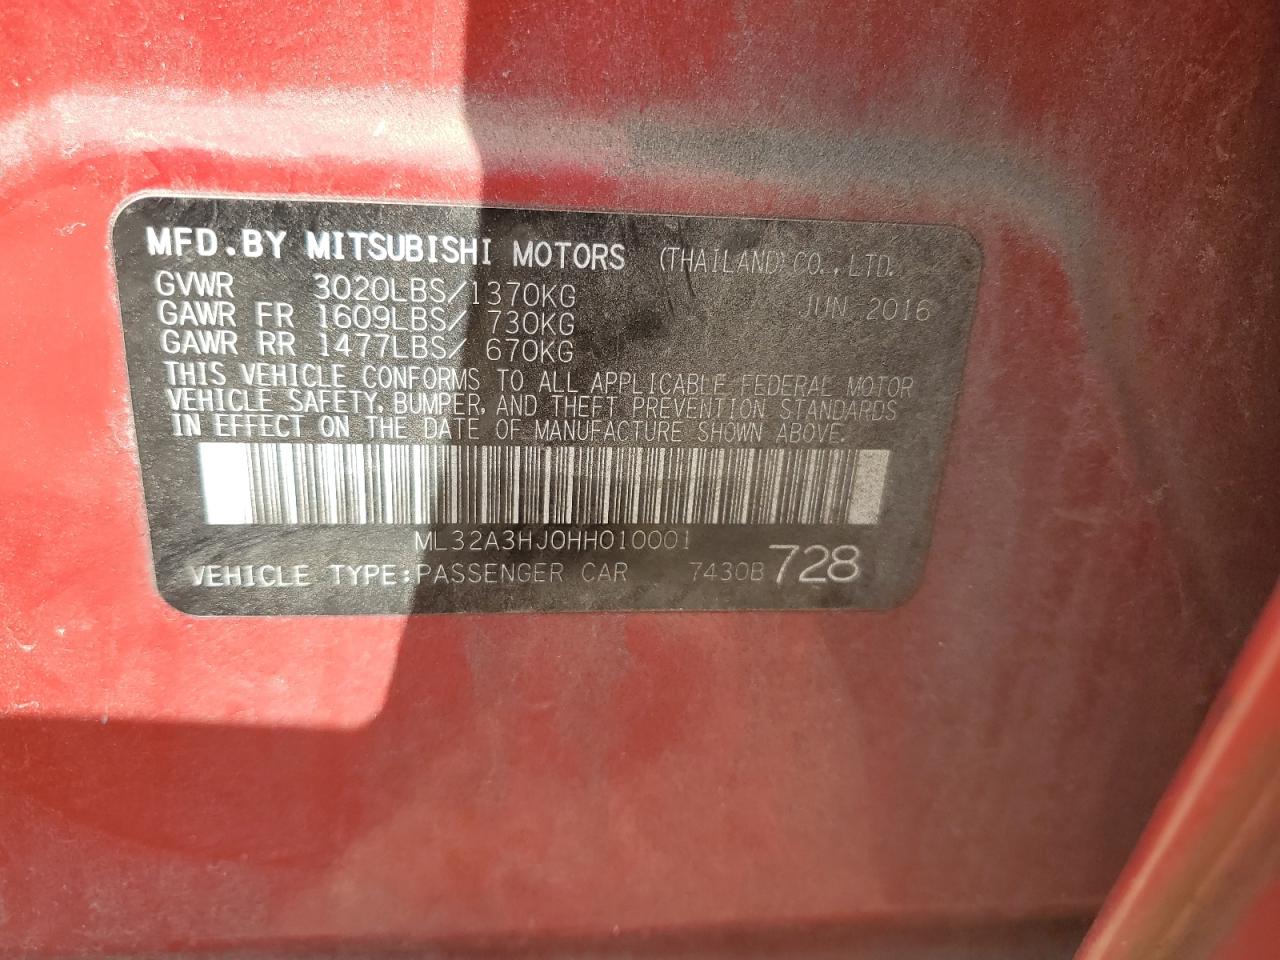 MFD.BY MITSUBISHI MOTORS (THAILAND) CO.,LTD.
GVWR 3020LBS/1370KG JUN 2016
GAWR FR 1609LBS/ 730KG
GAWR RR 1477LBS/ 670KG
THIS VEHICLE CONFORMS TO ALL APPLICABLE FEDERAL MOTOR
VEHICLE SAFETY, BUMPER, AND THEFT PREVENTION STANDARDS
IN EFFECT ON THE DATE OF MANUFACTURE SHOWN ABOVE.
ML32A3HJ0HH010001
VEHICLE TYPE:PASSENGER CAR 7430B 728